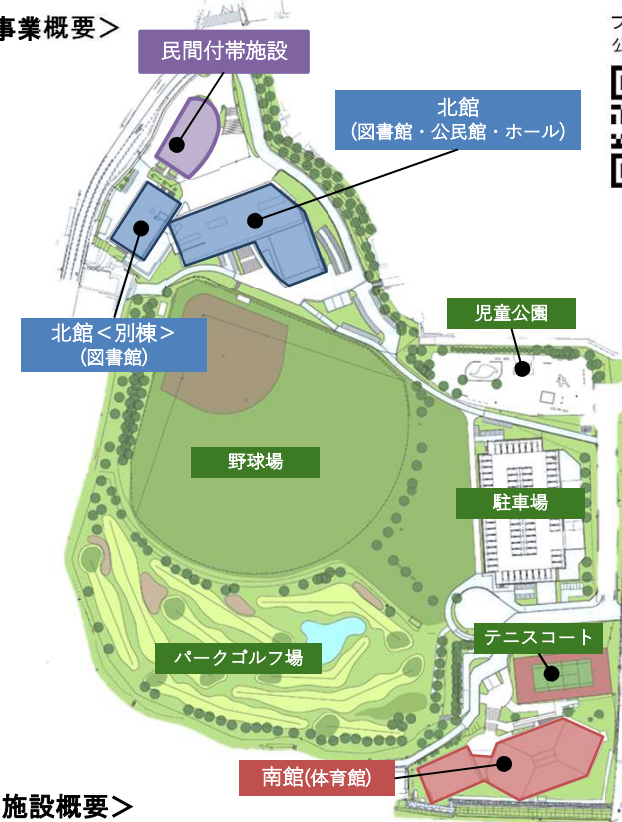 事業概要＞
民間付帯施設
北館
（図書館・公民館・ホール）
北館＜別棟＞
（図書館）
児童公園
野球場
駐車場
テニスコート
パークゴルフ場
南館(体育館)
施設概要＞